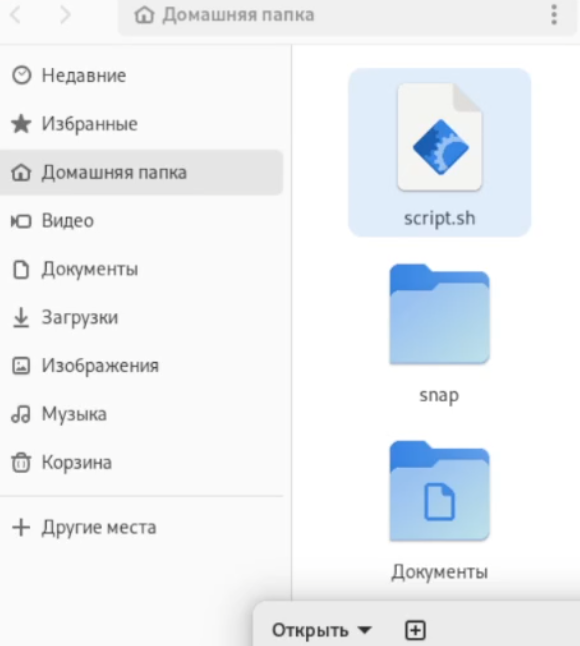 Домашняя папка
Недавние
Избранные
Домашняя папка
Видео
Документы
Загрузки
Изображения
Музыка
Корзина
Другие места
script.sh
snap
Документы
Открыть